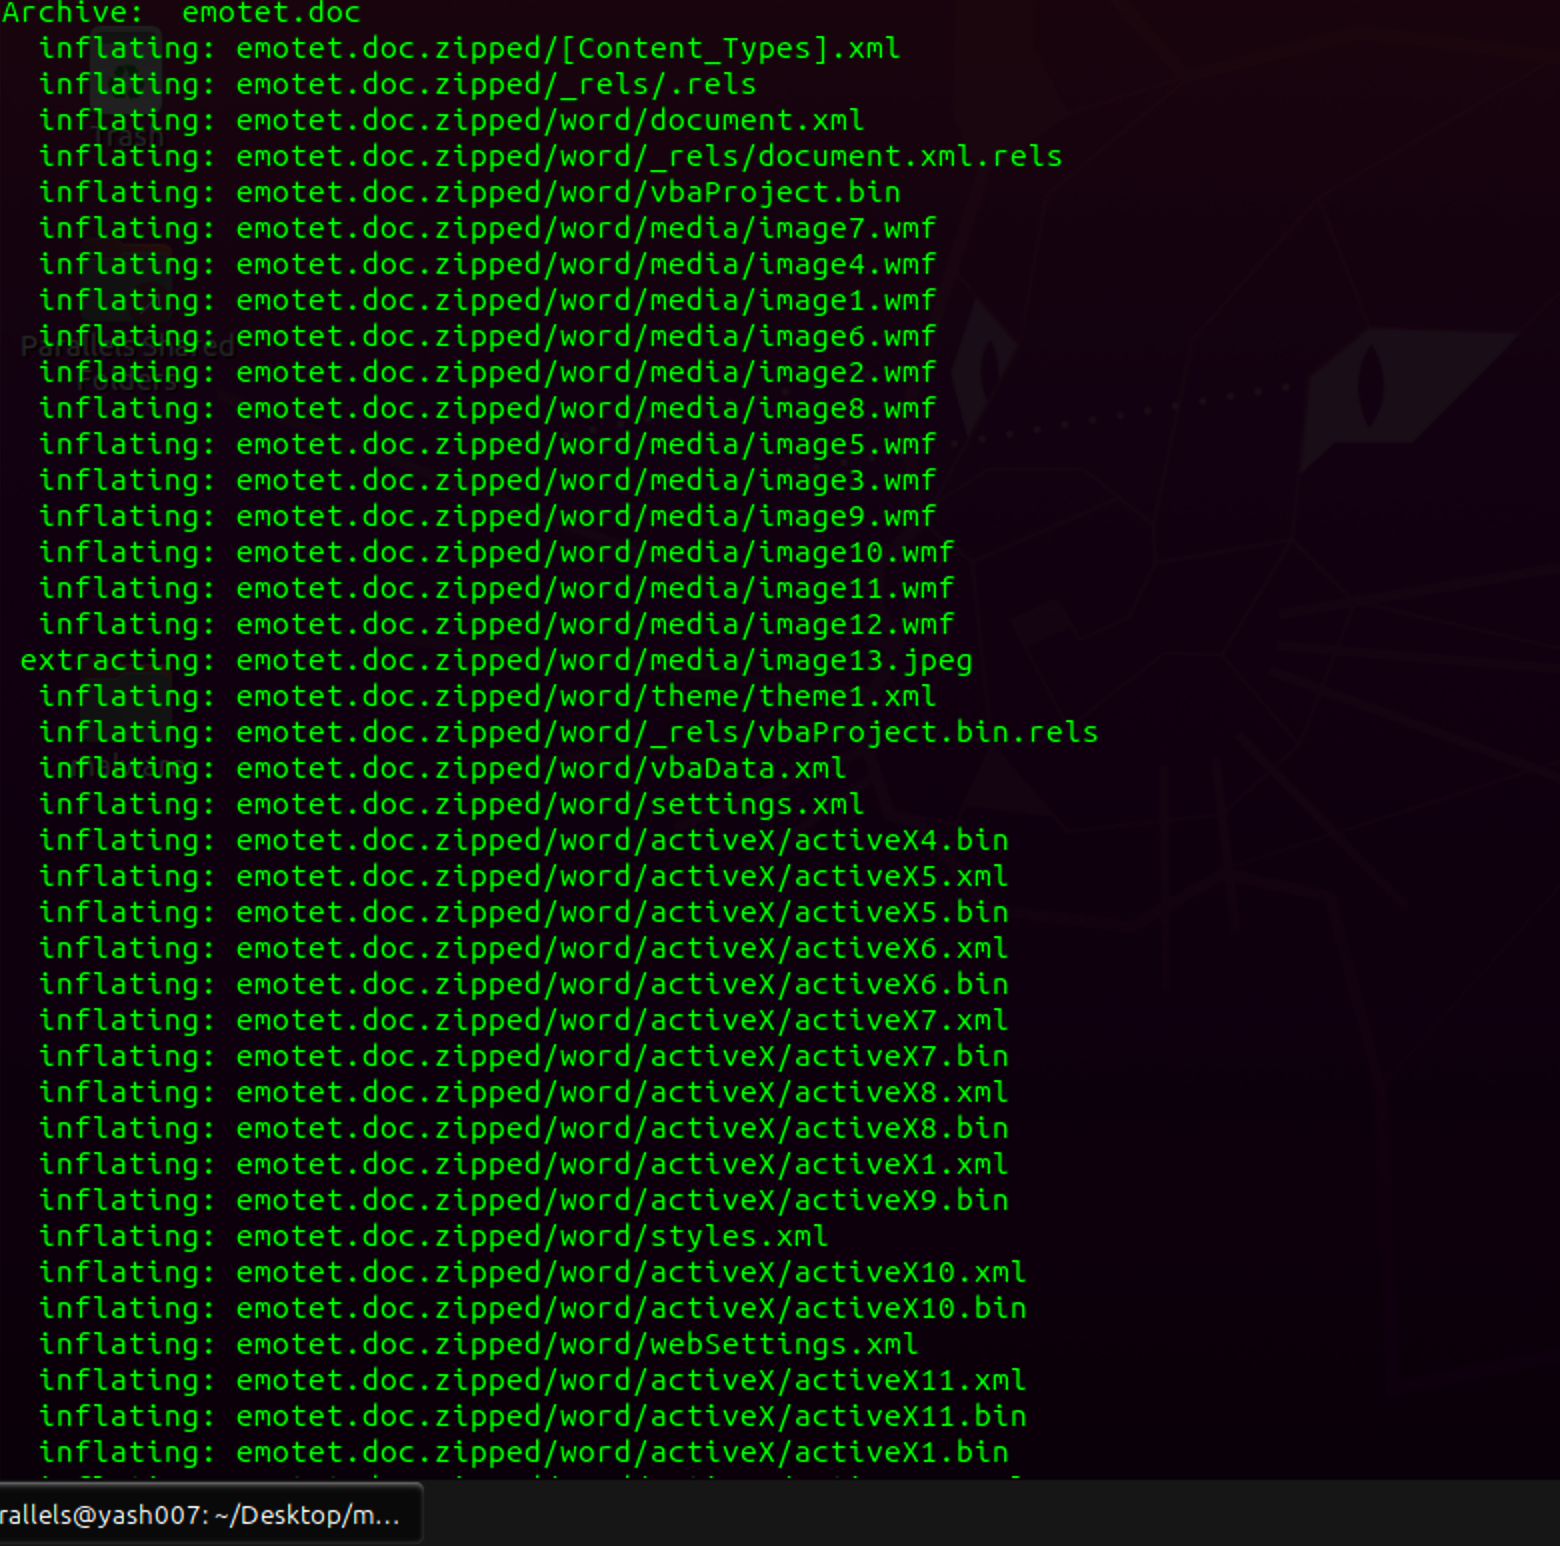 Archive:  emotet.doc
  inflating: emotet.doc.zipped/[Content_Types].xml
  inflating: emotet.doc.zipped/_rels/.rels
  inflating: emotet.doc.zipped/word/document.xml
Trash
  inflating: emotet.doc.zipped/word/_rels/document.xml.rels
  inflating: emotet.doc.zipped/word/vbaProject.bin
  inflating: emotet.doc.zipped/word/media/image7.wmf
  inflating: emotet.doc.zipped/word/media/image4.wmf
  inflating: emotet.doc.zipped/word/media/image1.wmf
  inflating: emotet.doc.zipped/word/media/image6.wmf
Parallels Shared
  inflating: emotet.doc.zipped/word/media/image2.wmf
Folders
  inflating: emotet.doc.zipped/word/media/image8.wmf
  inflating: emotet.doc.zipped/word/media/image5.wmf
  inflating: emotet.doc.zipped/word/media/image3.wmf
  inflating: emotet.doc.zipped/word/media/image9.wmf
  inflating: emotet.doc.zipped/word/media/image10.wmf
  inflating: emotet.doc.zipped/word/media/image11.wmf
  inflating: emotet.doc.zipped/word/media/image12.wmf
 extracting: emotet.doc.zipped/word/media/image13.jpeg
  inflating: emotet.doc.zipped/word/theme/theme1.xml
  inflating: emotet.doc.zipped/word/_rels/vbaProject.bin.rels
  inflating: emotet.doc.zipped/word/vbaData.xml
  inflating: emotet.doc.zipped/word/settings.xml
  inflating: emotet.doc.zipped/word/activeX/activeX4.bin
  inflating: emotet.doc.zipped/word/activeX/activeX5.xml
  inflating: emotet.doc.zipped/word/activeX/activeX5.bin
  inflating: emotet.doc.zipped/word/activeX/activeX6.xml
  inflating: emotet.doc.zipped/word/activeX/activeX6.bin
  inflating: emotet.doc.zipped/word/activeX/activeX7.xml
  inflating: emotet.doc.zipped/word/activeX/activeX7.bin
  inflating: emotet.doc.zipped/word/activeX/activeX8.xml
  inflating: emotet.doc.zipped/word/activeX/activeX8.bin
  inflating: emotet.doc.zipped/word/activeX/activeX1.xml
  inflating: emotet.doc.zipped/word/activeX/activeX9.bin
  inflating: emotet.doc.zipped/word/styles.xml
  inflating: emotet.doc.zipped/word/activeX/activeX10.xml
  inflating: emotet.doc.zipped/word/activeX/activeX10.bin
  inflating: emotet.doc.zipped/word/webSettings.xml
  inflating: emotet.doc.zipped/word/activeX/activeX11.xml
  inflating: emotet.doc.zipped/word/activeX/activeX11.bin
  inflating: emotet.doc.zipped/word/activeX/activeX1.bin
rallels@yash007: ~/Desktop/m...